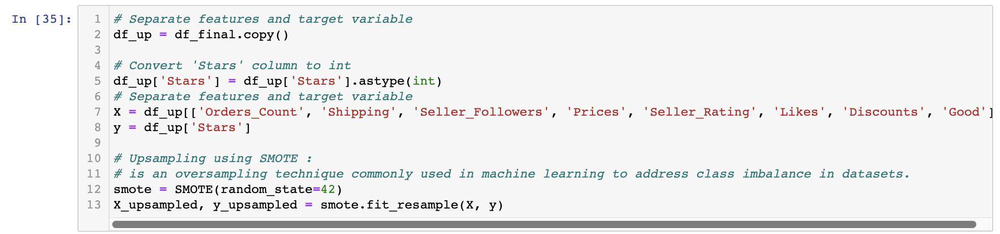 In [35]:
1 # Separate features and target variable
2 df_up = df_final.copy()
3
4 # Convert 'Stars' column to int
5 df_up['Stars'] = df_up['Stars'].astype(int)
6 # Separate features and target variable
7 X = df_up[['Orders_Count', 'Shipping', 'Seller_Followers', 'Prices', 'Seller_Rating', 'Likes', 'Discounts', 'Good']
8 y = df_up['Stars']
9
10 # Upsampling using SMOTE :
11 # is an oversampling technique commonly used in machine learning to address class imbalance in datasets.
12 smote = SMOTE(random_state=42)
13 X_upsampled, y_upsampled = smote.fit_resample(X, y)